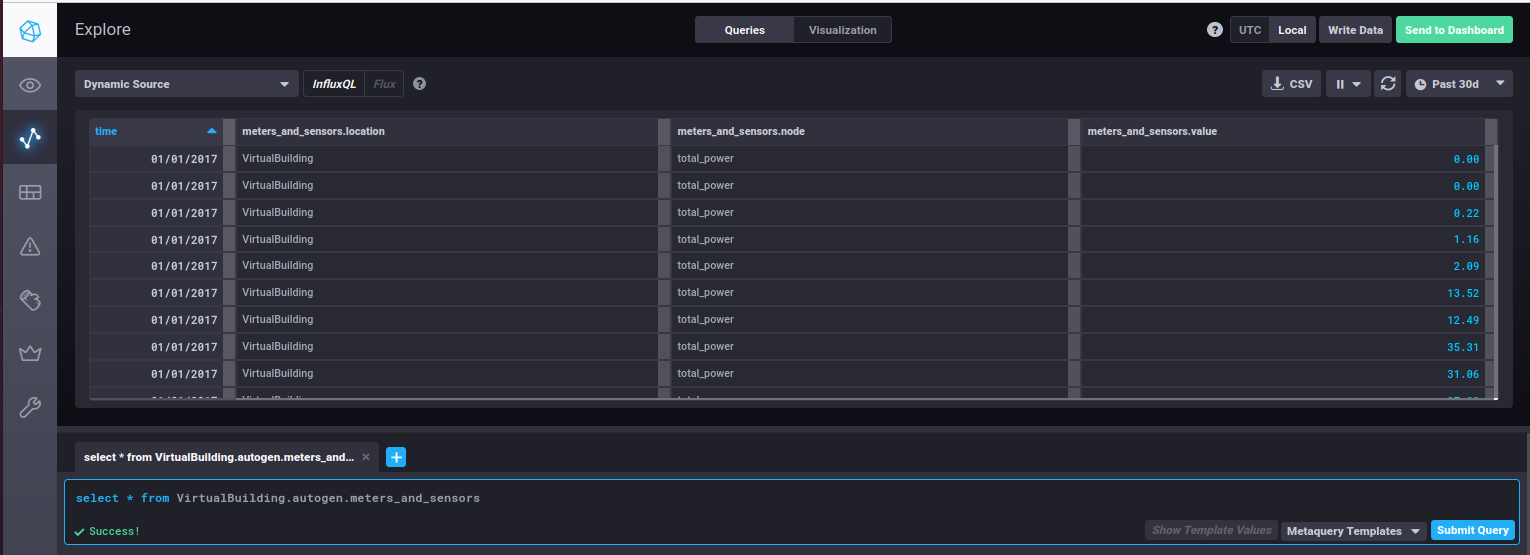 Explore Queries Visualization ? UTC Local Write Data Send to Dashboard
Dynamic Source InfluxQL Flux ? CSV Past 30d
time meters_and_sensors.location meters_and_sensors.node meters_and_sensors.value
01/01/2017 VirtualBuilding total_power 0.00
01/01/2017 VirtualBuilding total_power 0.00
01/01/2017 VirtualBuilding total_power 0.22
01/01/2017 VirtualBuilding total_power 1.16
01/01/2017 VirtualBuilding total_power 2.09
01/01/2017 VirtualBuilding total_power 13.52
01/01/2017 VirtualBuilding total_power 12.49
01/01/2017 VirtualBuilding total_power 35.31
01/01/2017 VirtualBuilding total_power 31.06
select * from VirtualBuilding.autogen.meters_and...
select * from VirtualBuilding.autogen.meters_and_sensors
Success! Show Template Values Metaquery Templates Submit Query